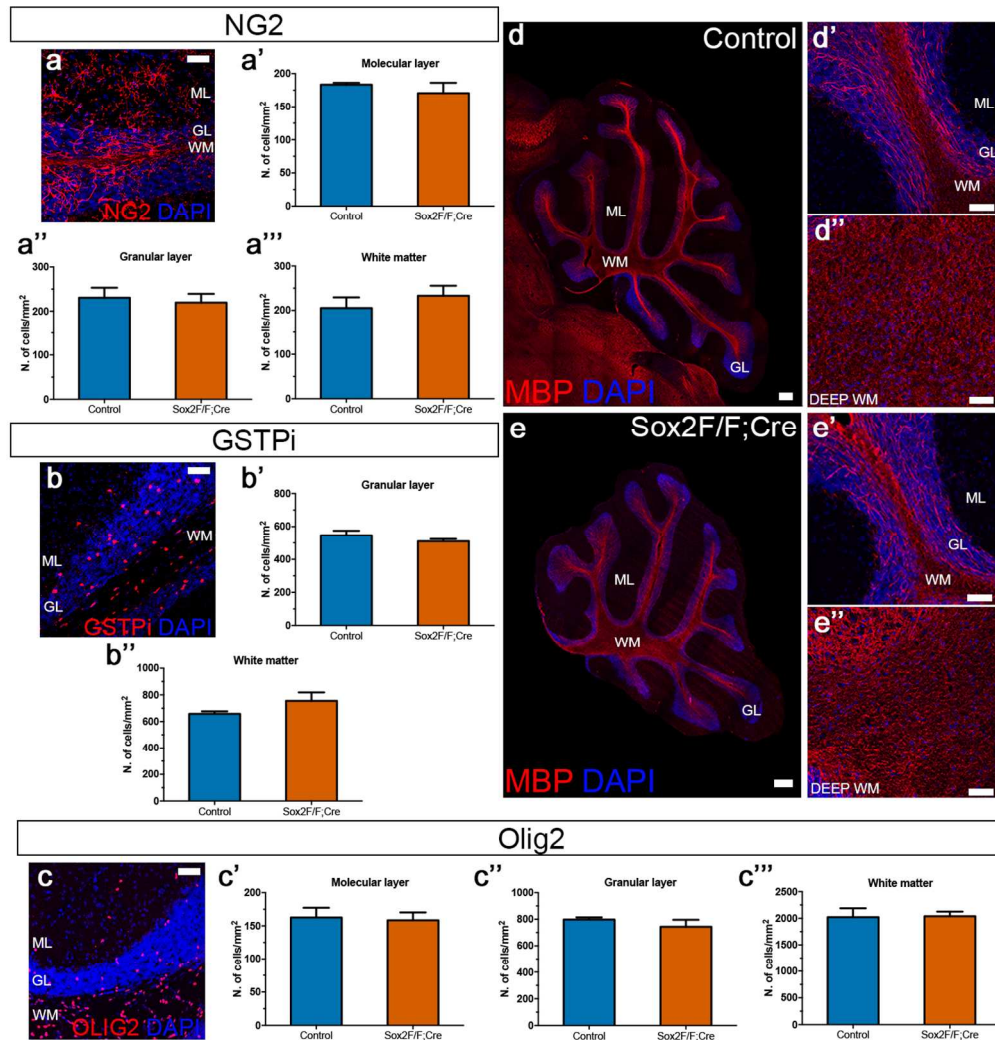 NG2
a
ML
GL
WM
NG2 DAPI
a'
Molecular layer
N. of cells/mm²
200
150
100
50
0
Control
Sox2F/F;Cre
a''
Granular layer
N. of cells/mm²
300
200
100
0
Control
Sox2F/F;Cre
a'''
White matter
N. of cells/mm²
300
200
100
0
Control
Sox2F/F;Cre
GSTPi
b
WM
ML
GL
GSTPi DAPI
b'
Granular layer
N. of cells/mm²
800
600
400
200
0
Control
Sox2F/F;Cre
b''
White matter
N. of cells/mm²
1000
800
600
400
200
0
Control
Sox2F/F;Cre
d
Control
ML
WM
GL
MBP DAPI
d'
ML
GL
WM
d''
DEEP WM
e
Sox2F/F;Cre
ML
WM
GL
MBP DAPI
e'
ML
GL
WM
e''
DEEP WM
Olig2
c
ML
GL
WM
OLIG2 DAPI
c'
Molecular layer
N. of cells/mm²
200
150
100
50
0
Control
Sox2F/F;Cre
c''
Granular layer
N. of cells/mm²
1000
800
600
400
200
0
Control
Sox2F/F;Cre
c'''
White matter
N. of cells/mm²
2500
2000
1500
1000
500
0
Control
Sox2F/F;Cre